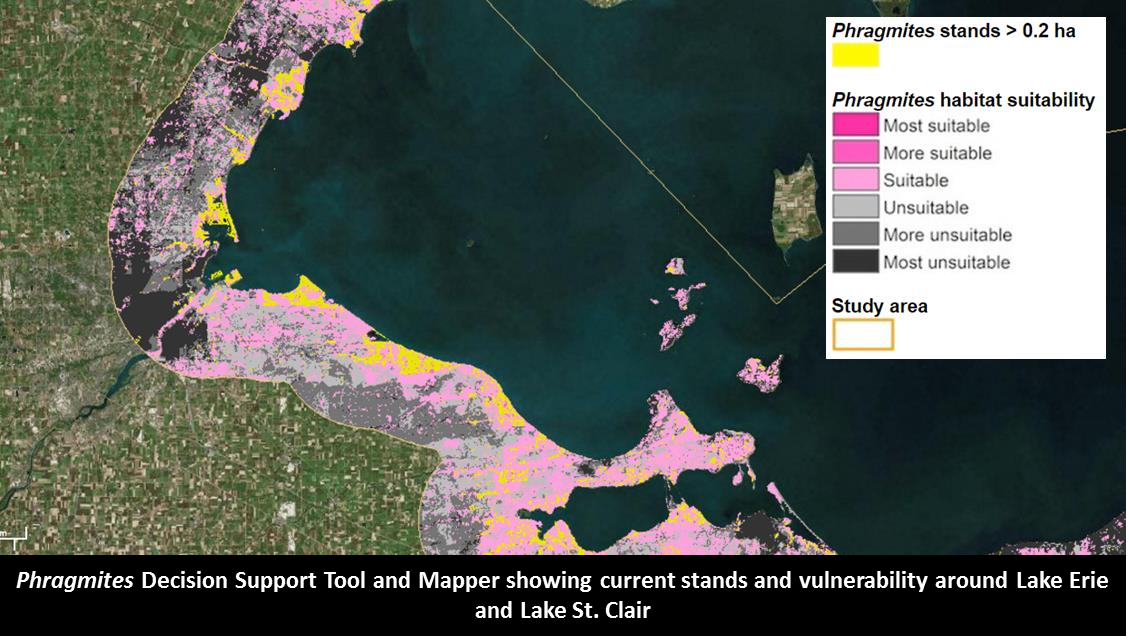 Phragmites stands > 0.2 ha
Phragmites habitat suitability
Most suitable
More suitable
Suitable
Unsuitable
More unsuitable
Most unsuitable
Study area
Phragmites Decision Support Tool and Mapper showing current stands and vulnerability around Lake Erie
and Lake St. Clair